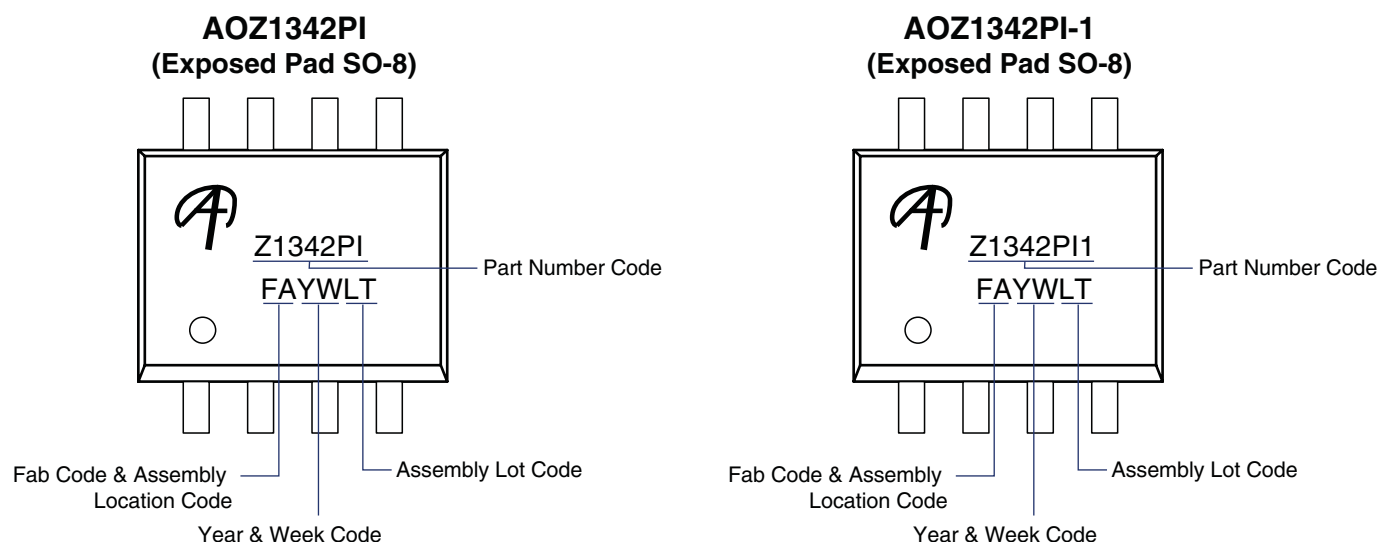 AOZ1342PI
(Exposed Pad SO-8)
Z1342PI
Part Number Code
FAYWLT
Fab Code & Assembly
Location Code
Assembly Lot Code
Year & Week Code
AOZ1342PI-1
(Exposed Pad SO-8)
Z1342PI1
Part Number Code
FAYWLT
Fab Code & Assembly
Location Code
Assembly Lot Code
Year & Week Code